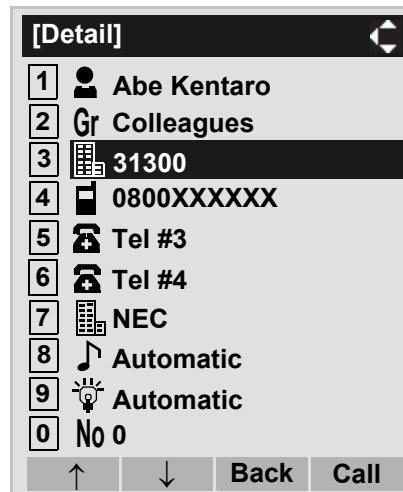 [Detail]
1 Abe Kentaro
2 Gr Colleagues
3 31300
4 0800XXXXXX
5 Tel #3
6 Tel #4
7 NEC
8 Automatic
9 Automatic
0 No 0
↑ ↓ Back Call